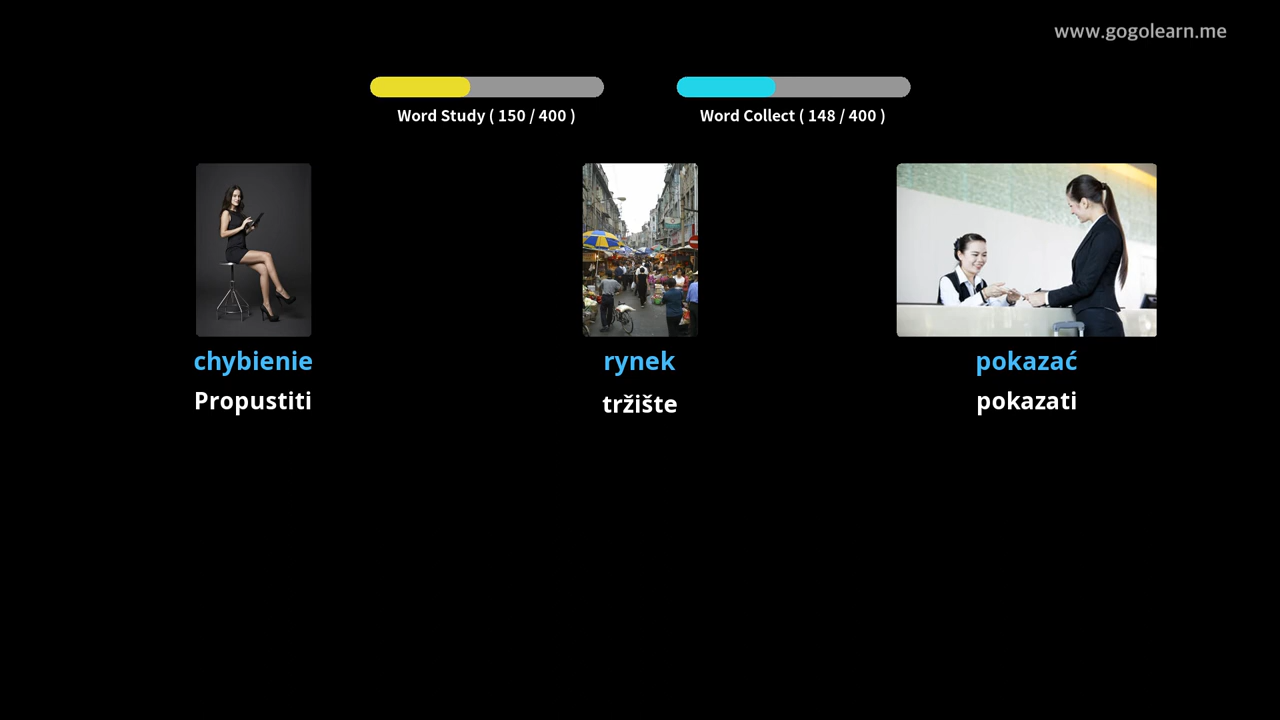 www.gogolearn.me
Word Study ( 150 / 400 )
Word Collect ( 148 / 400 )
chybienie
Propustiti
rynek
tržište
pokazać
pokazati